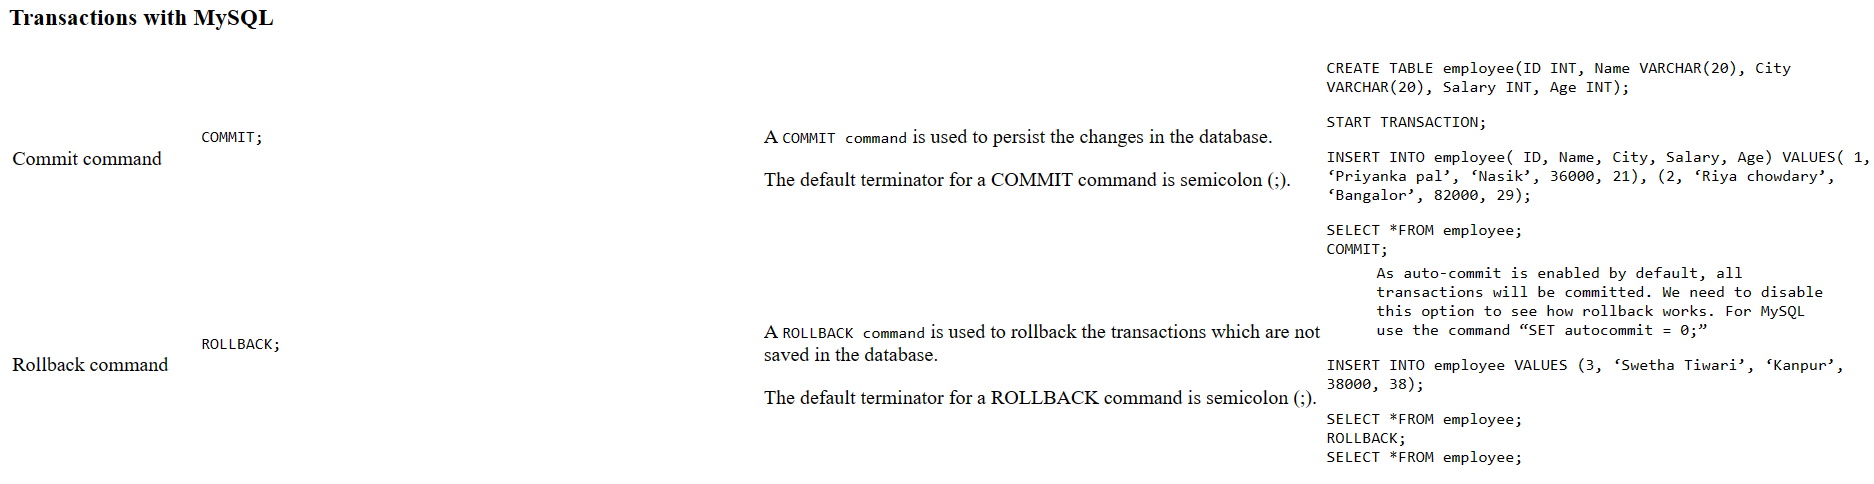 Transactions with MySQL
Commit command
COMMIT;
A COMMIT command is used to persist the changes in the database.
The default terminator for a COMMIT command is semicolon (;).
CREATE TABLE employee(ID INT, Name VARCHAR(20), City
VARCHAR(20), Salary INT, Age INT);
START TRANSACTION;
INSERT INTO employee( ID, Name, City, Salary, Age) VALUES( 1,
‘Priyanka pal’, ‘Nasik’, 36000, 21), (2, ‘Riya chowdary’,
‘Bangalor’, 82000, 29);
SELECT *FROM employee;
COMMIT;
Rollback command
ROLLBACK;
A ROLLBACK command is used to rollback the transactions which are not
saved in the database.
The default terminator for a ROLLBACK command is semicolon (;).
As auto-commit is enabled by default, all
transactions will be committed. We need to disable
this option to see how rollback works. For MySQL
use the command “SET autocommit = 0;”
INSERT INTO employee VALUES (3, ‘Swetha Tiwari’, ‘Kanpur’,
38000, 38);
SELECT *FROM employee;
ROLLBACK;
SELECT *FROM employee;